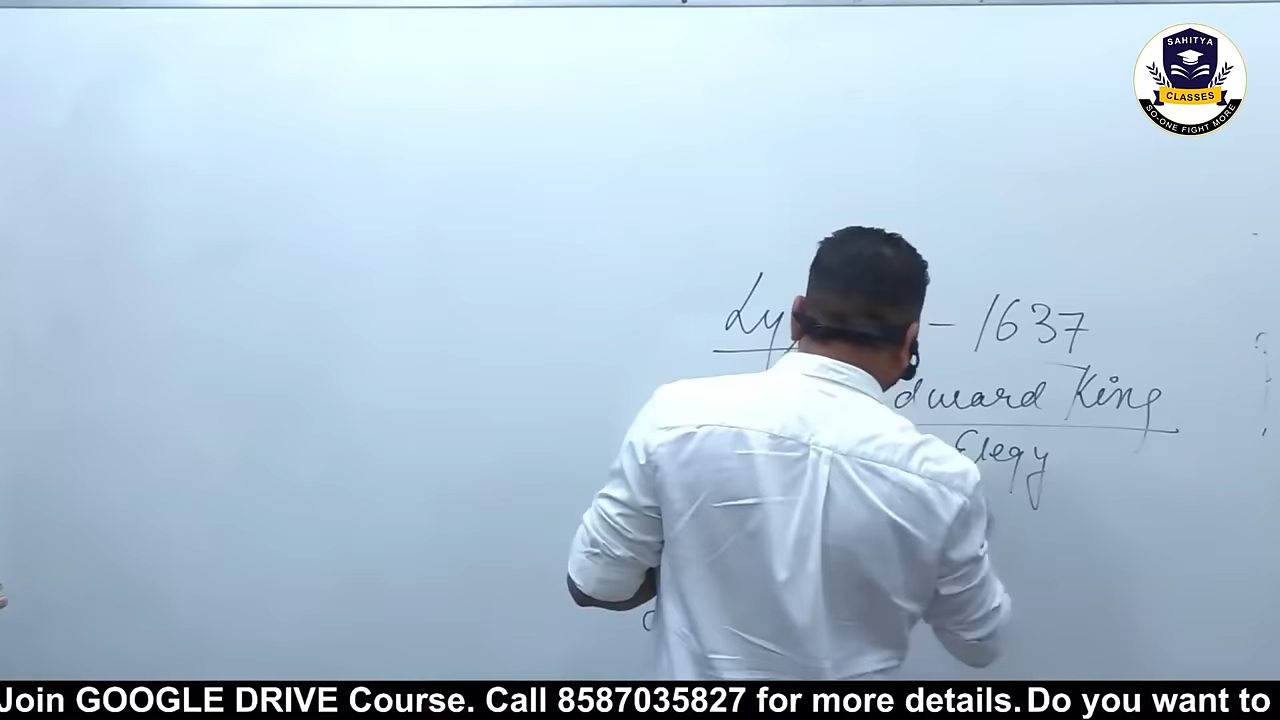 SAHITYA
CLASSES
SO-ONE FIGHT MORE
Ly - 1637
dward King
Elegy
Join GOOGLE DRIVE Course. Call 8587035827 for more details. Do you want to